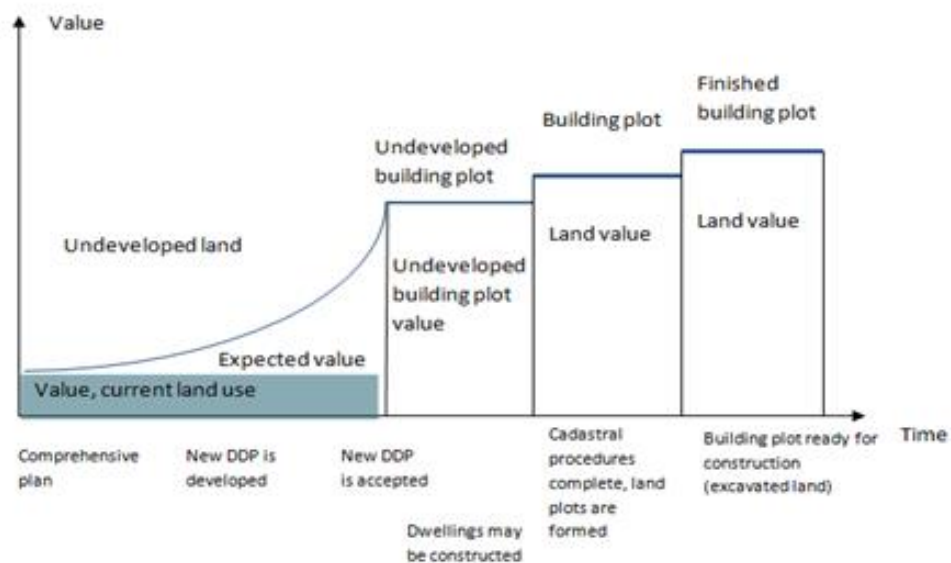 Value
Finished
building plot
Building plot
Undeveloped
building plot
Undeveloped land
Land value
Land value
Undeveloped
building plot
value
Expected value
Value, current land use
Time
Comprehensive
plan
New DDP is
developed
New DDP
is accepted
Dwellings may
be constructed
Cadastral
procedures
complete, land
plots are
formed
Building plot ready for
construction
(excavated land)